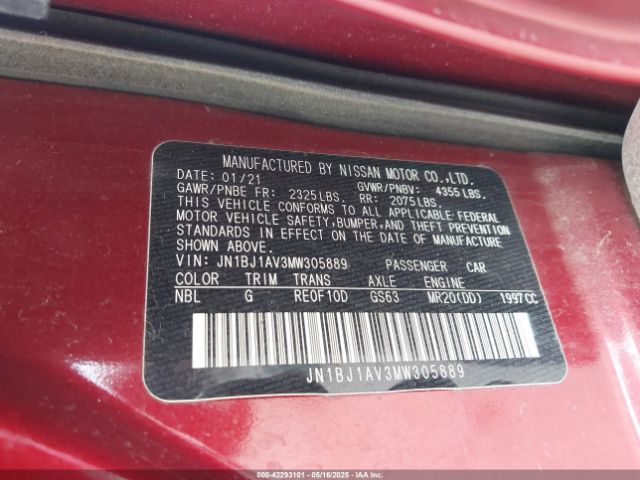 MANUFACTURED BY NISSAN MOTOR CO.,LTD.
DATE: 01/21 GVWR/PNBV: 4355 LBS.
GAWR/PNBE FR: 2325 LBS. RR: 2075 LBS.
THIS VEHICLE CONFORMS TO ALL APPLICABLE FEDERAL
MOTOR VEHICLE SAFETY, BUMPER, AND THEFT PREVENTION
STANDARDS IN EFFECT ON THE DATE OF MANUFACTURE
SHOWN ABOVE.
VIN: JN1BJ1AV3MW305889 PASSENGER CAR
COLOR TRIM TRANS AXLE ENGINE
NBL G RE0F10D GS63 MR20(DD) 1997CC
JN1BJ1AV3MW305889
000-42293101 - 05/16/2025 - IAAI.COM